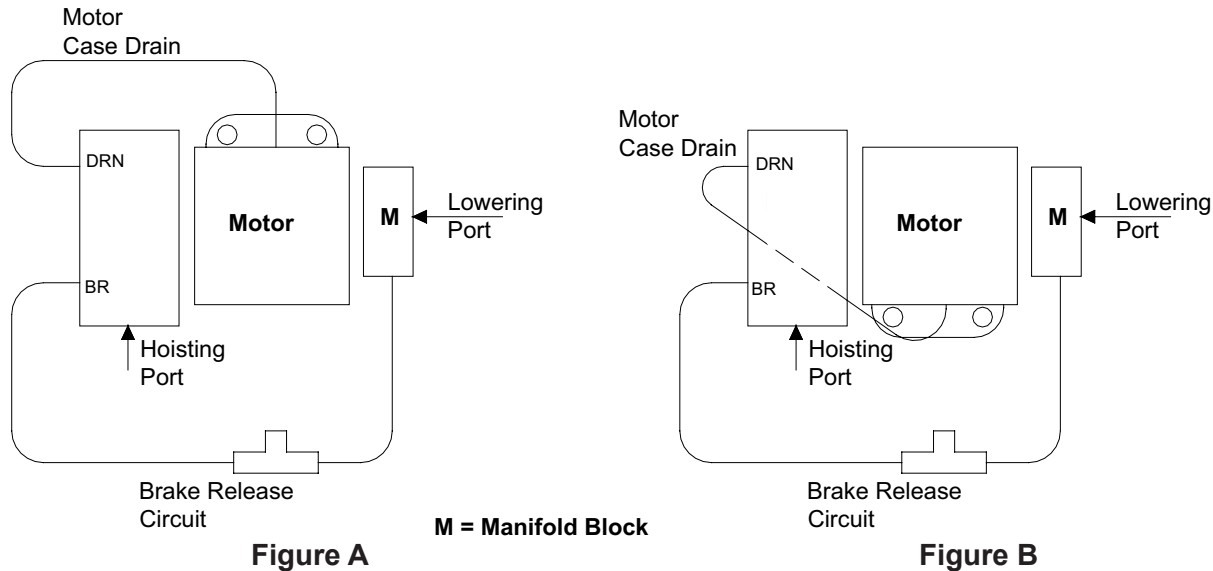 Motor
Case Drain
DRN
Motor
M
Lowering
Port
BR
Hoisting
Port
Brake Release
Circuit
Figure A
M = Manifold Block
Motor
Case Drain
DRN
Motor
M
Lowering
Port
BR
Hoisting
Port
Brake Release
Circuit
Figure B